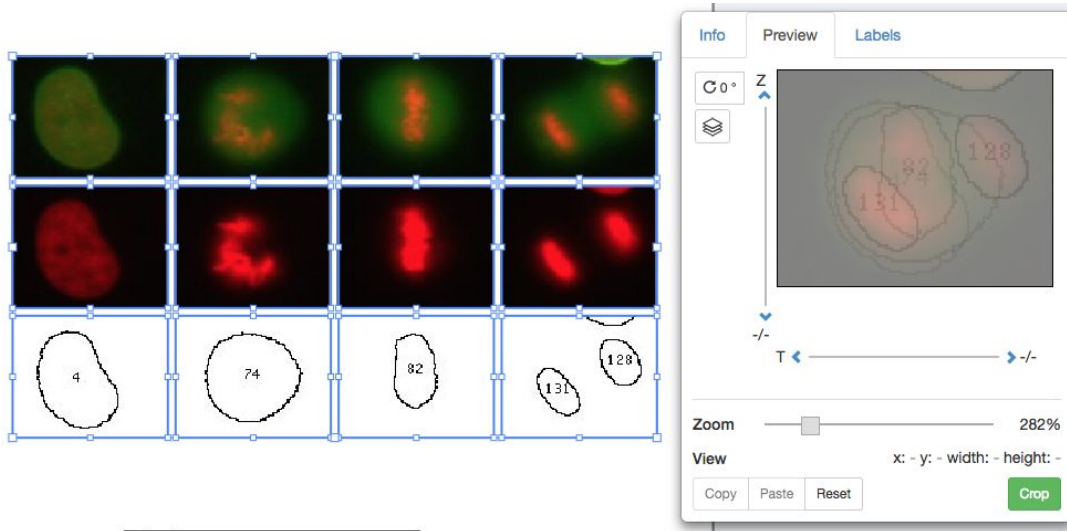 Info Preview Labels
0 °
Z
82
128
131
-/-
T -/-
4
74
82
128
131
Zoom 282%
View x: - y: - width: - height: -
Copy Paste Reset Crop